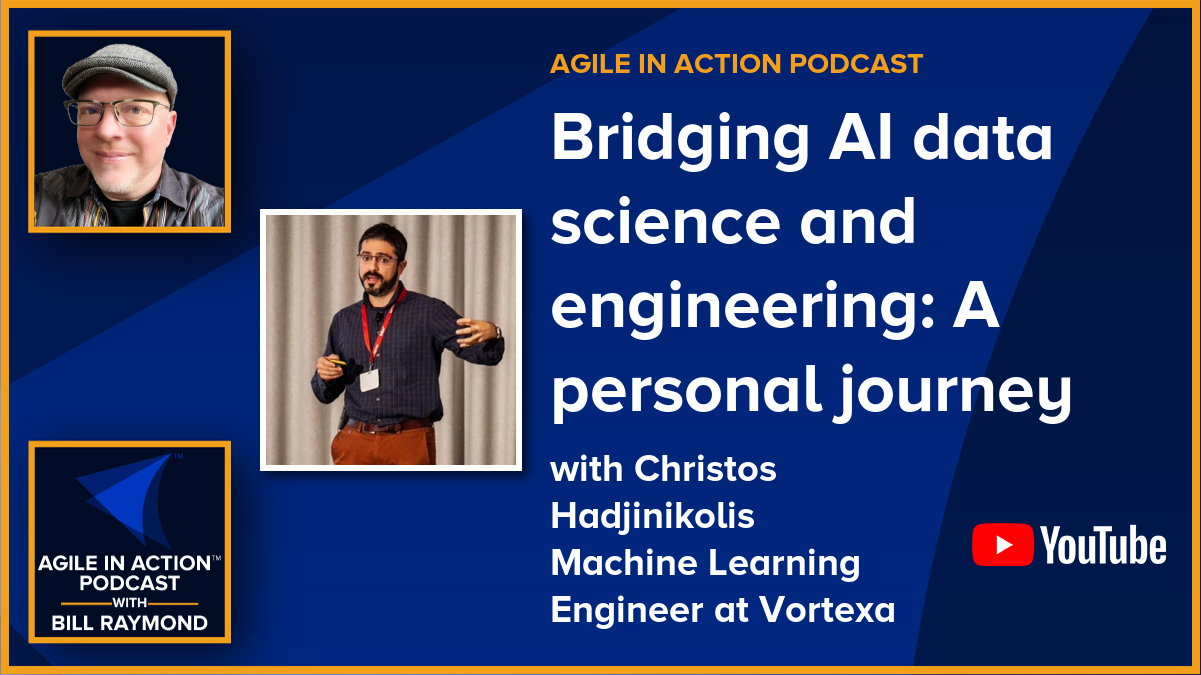 AGILE IN ACTION PODCAST
Bridging AI data
science and
engineering: A
personal journey
with Christos
Hadjinikolis
Machine Learning
Engineer at Vortexa
YouTube
TM
AGILE IN ACTION™
PODCAST
WITH
BILL RAYMOND